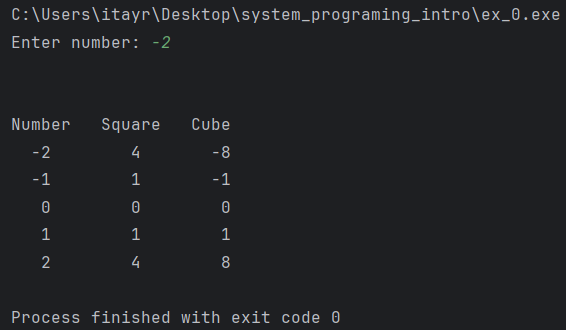 C:\Users\itayr\Desktop\system_programing_intro\ex_0.exe
Enter number: -2
Number   Square   Cube
  -2        4       -8
  -1        1       -1
   0        0        0
   1        1        1
   2        4        8
Process finished with exit code 0